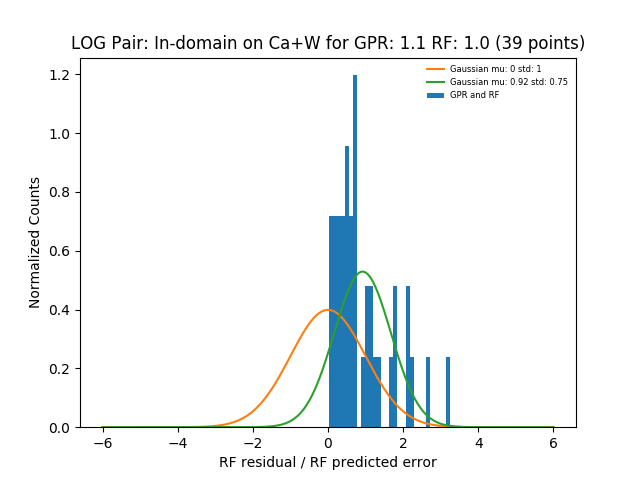 LOG Pair: In-domain on Ca+W for GPR: 1.1 RF: 1.0 (39 points)
Gaussian mu: 0 std: 1
Gaussian mu: 0.92 std: 0.75
GPR and RF
Normalized Counts
1.2
1.0
0.8
0.6
0.4
0.2
0.0
−6 −4 −2 0 2 4 6
RF residual / RF predicted error